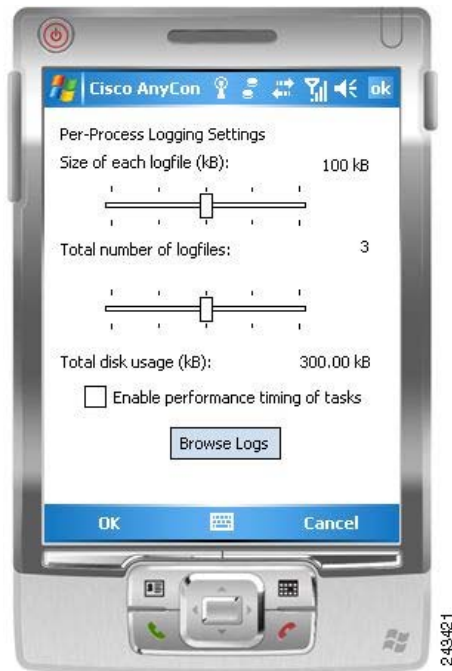 Cisco AnyCon
ok
Per-Process Logging Settings
Size of each logfile (kB): 100 kB
Total number of logfiles: 3
Total disk usage (kB): 300.00 kB
Enable performance timing of tasks
Browse Logs
OK Cancel
243421